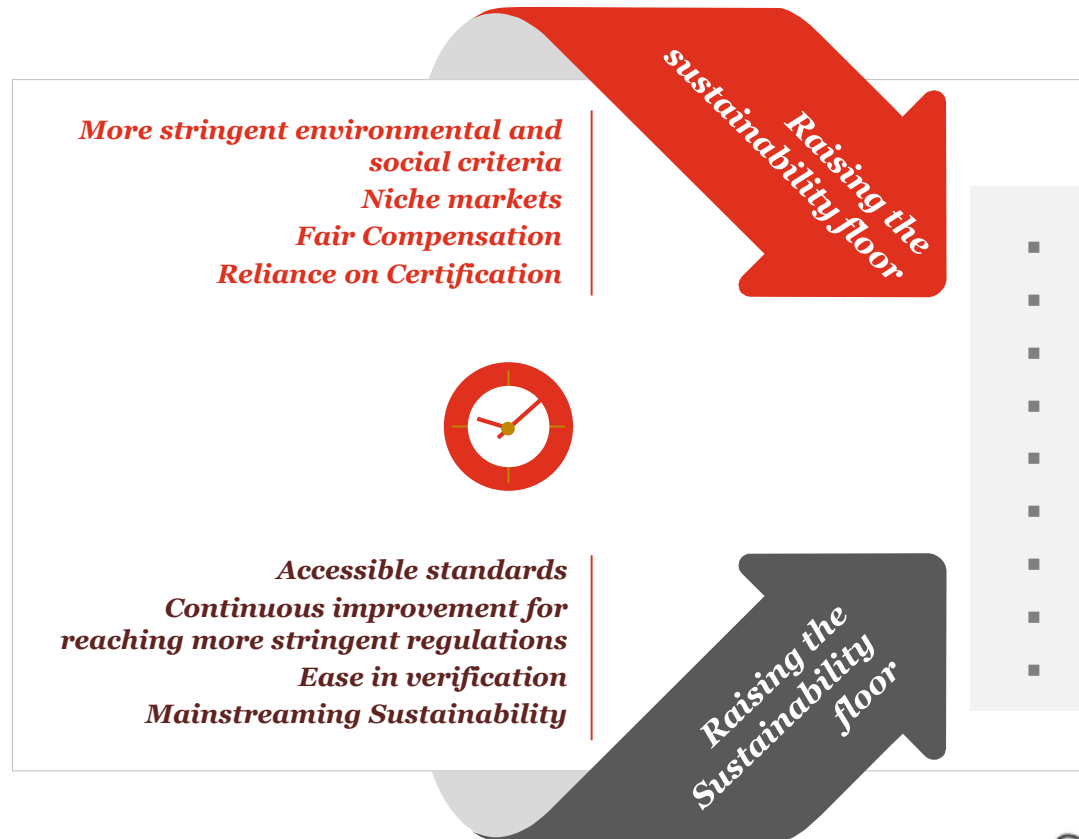 More stringent environmental and
social criteria
Niche markets
Fair Compensation
Reliance on Certification
Raising the
sustainability floor
Accessible standards
Continuous improvement for
reaching more stringent regulations
Ease in verification
Mainstreaming Sustainability
Raising the
Sustainability
floor